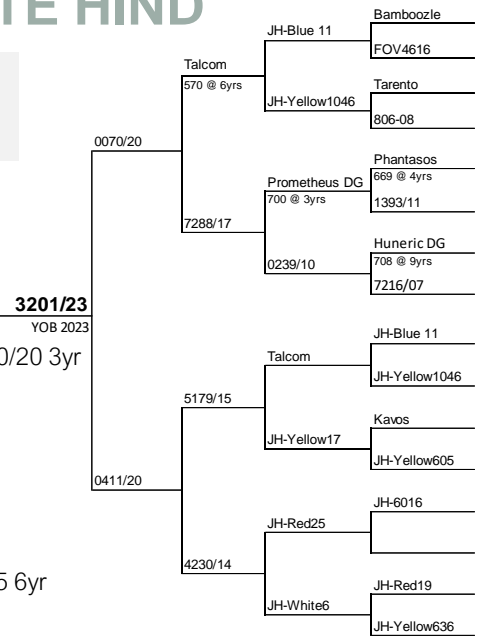 TE HIND
Bamboozle
JH-Blue 11
FOV4616
Talcom
570 @ 6yrs
Tarento
JH-Yellow1046
806-08
0070/20
Phantasos
669 @ 4yrs
Prometheus DG
700 @ 3yrs
1393/11
7288/17
Huneric DG
708 @ 9yrs
0239/10
7216/07
3201/23
YOB 2023
JH-Blue 11
0/20 3yr
Talcom
JH-Yellow1046
5179/15
Kavos
JH-Yellow17
JH-Yellow605
0411/20
JH-6016
JH-Red25
4230/14
5 6yr
JH-Red19
JH-White6
JH-Yellow636